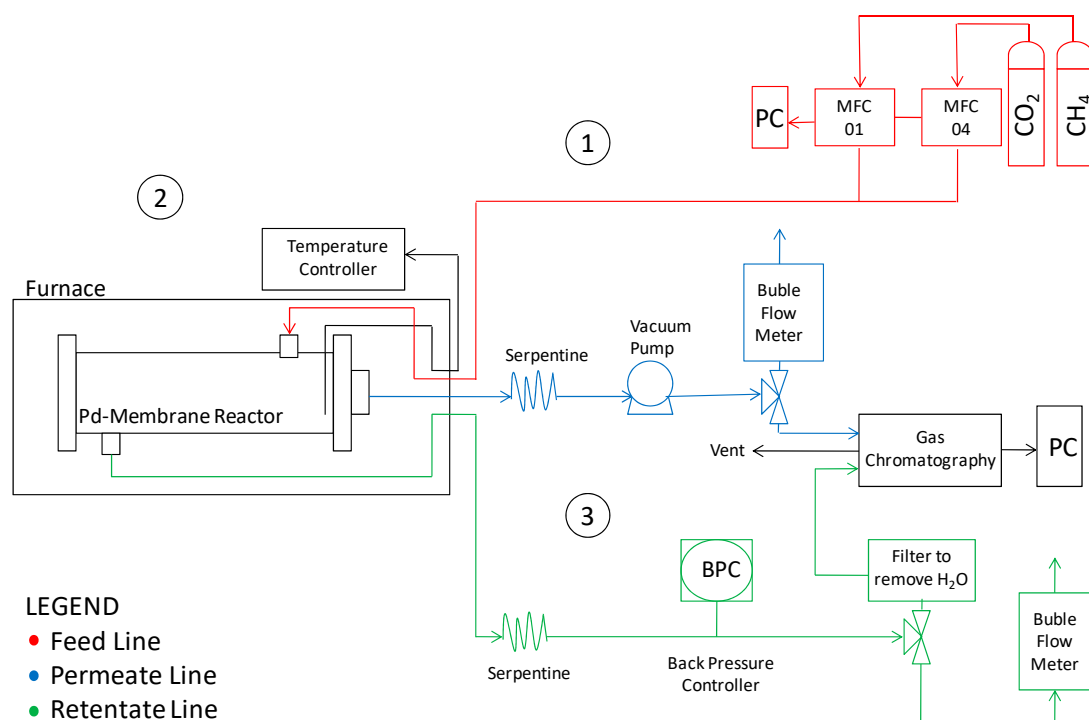 CO2
CH4
MFC
01
MFC
04
PC
1
2
Temperature
Controller
Furnace
Buble
Flow
Meter
Vacuum
Pump
Serpentine
Pd-Membrane Reactor
Gas
Chromatography
PC
Vent
3
BPC
Filter to
remove H2O
Back Pressure
Controller
Serpentine
Buble
Flow
Meter
LEGEND
Feed Line
Permeate Line
Retentate Line